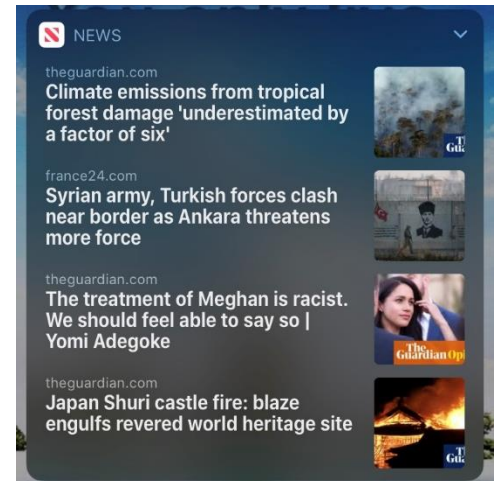 NEWS
theguardian.com
Climate emissions from tropical
forest damage 'underestimated by
a factor of six'
france24.com
Syrian army, Turkish forces clash
near border as Ankara threatens
more force
theguardian.com
The treatment of Meghan is racist.
We should feel able to say so |
Yomi Adegoke
The
Guardian Opi
theguardian.com
Japan Shuri castle fire: blaze
engulfs revered world heritage site